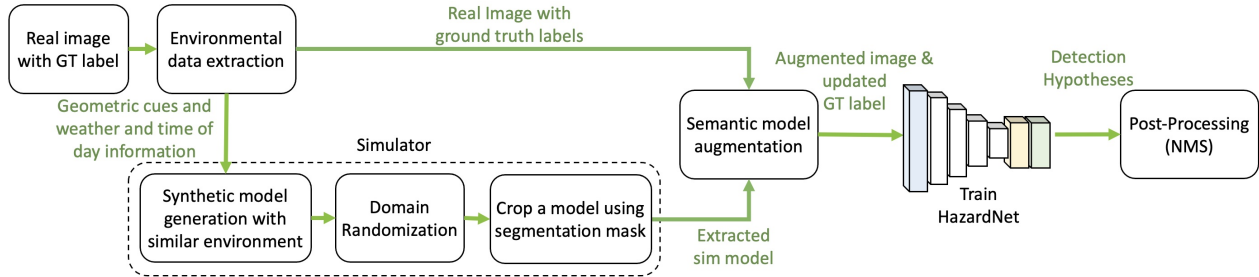 Real image
with GT label
Environmental
data extraction
Real Image with
ground truth labels
Geometric cues and
weather and time of
day information
Simulator
Synthetic model
generation with
similar environment
Domain
Randomization
Crop a model using
segmentation mask
Extracted
sim model
Semantic model
augmentation
Augmented image &
updated
GT label
Train
HazardNet
Detection
Hypotheses
Post-Processing
(NMS)